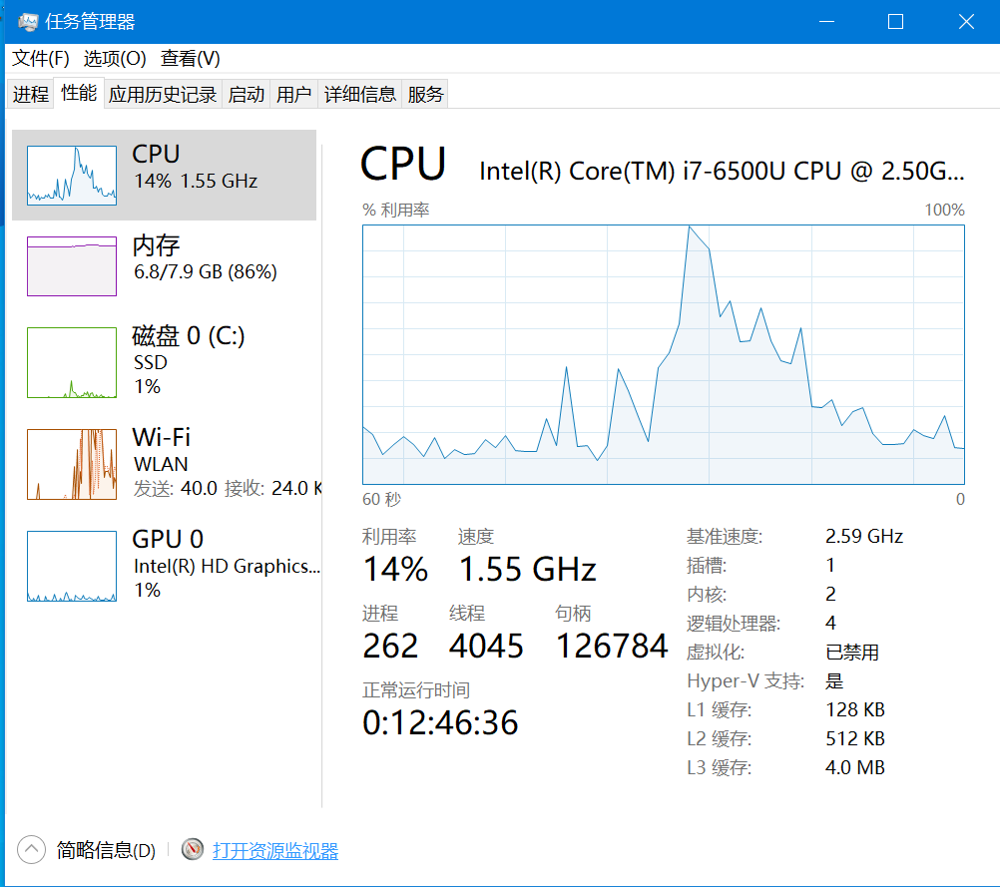 任务管理器
文件(F) 选项(O) 查看(V)
进程 性能 应用历史记录 启动 用户 详细信息 服务
CPU
14% 1.55 GHz
内存
6.8/7.9 GB (86%)
磁盘 0 (C:)
SSD
1%
Wi-Fi
WLAN
发送: 40.0 接收: 24.0 K
GPU 0
Intel(R) HD Graphics...
1%
CPU Intel(R) Core(TM) i7-6500U CPU @ 2.50G...
% 利用率 100%
60 秒 0
利用率 速度
14% 1.55 GHz
进程 线程 句柄
262 4045 126784
正常运行时间
0:12:46:36
基准速度: 2.59 GHz
插槽: 1
内核: 2
逻辑处理器: 4
虚拟化: 已禁用
Hyper-V 支持: 是
L1 缓存: 128 KB
L2 缓存: 512 KB
L3 缓存: 4.0 MB
简略信息(D) 打开资源监视器